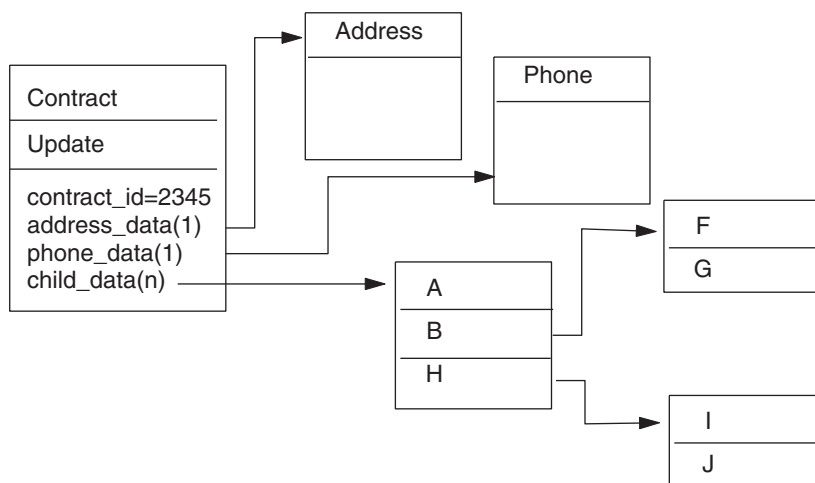 Address
Phone
Contract
Update
contract_id=2345
address_data(1)
phone_data(1)
child_data(n)
A
B
H
F
G
I
J